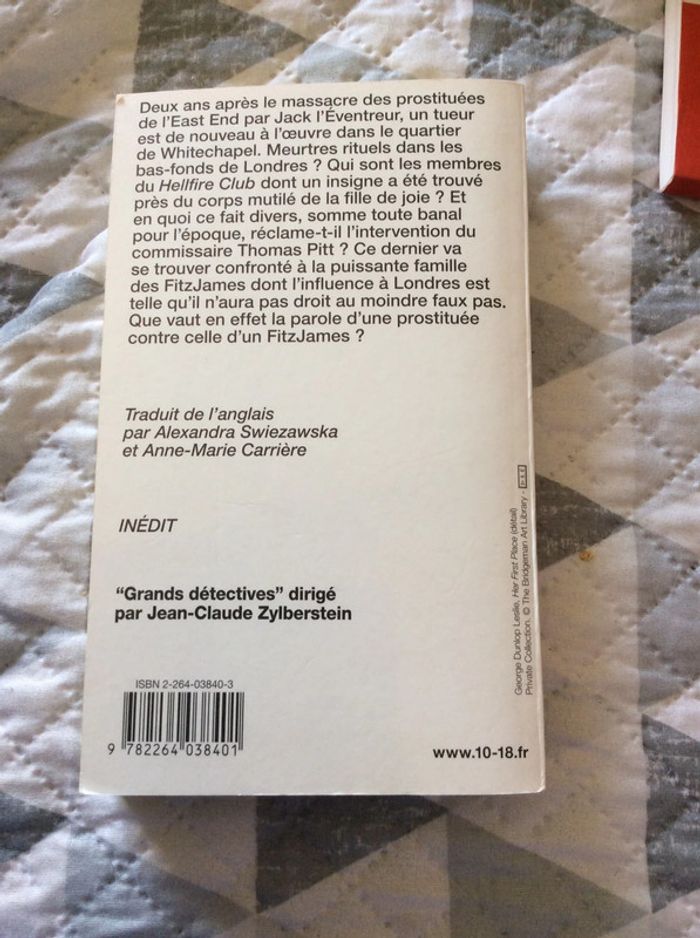 Deux ans après le massacre des prostituées
de l'East End par Jack l'Éventreur, un tueur
est de nouveau à l'œuvre dans le quartier
de Whitechapel. Meurtres rituels dans les
bas-fonds de Londres ? Qui sont les membres
du Hellfire Club dont un insigne a été trouvé
près du corps mutilé de la fille de joie ? Et
en quoi ce fait divers, somme toute banal
pour l'époque, réclame-t-il l'intervention du
commissaire Thomas Pitt ? Ce dernier va
se trouver confronté à la puissante famille
des FitzJames dont l'influence à Londres est
telle qu'il n'aura pas droit au moindre faux pas.
Que vaut en effet la parole d'une prostituée
contre celle d'un FitzJames ?
Traduit de l'anglais
par Alexandra Swiezawska
et Anne-Marie Carrière
INÉDIT
"Grands détectives" dirigé
par Jean-Claude Zylberstein
ISBN 2-264-03840-3
9 782264 038401
www.10-18.fr
George Dunlop Leslie, Her First Place (détail)
Private Collection. © The Bridgeman Art Library -